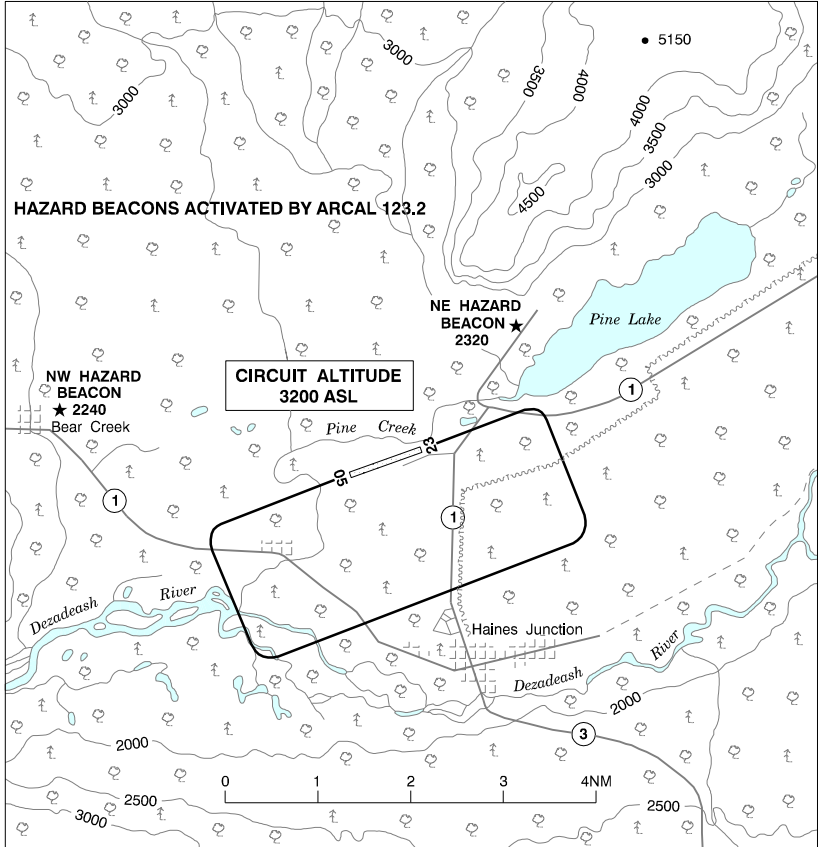 5150
3000
3500
4000
4000
3500
3000
3000
4500
HAZARD BEACONS ACTIVATED BY ARCAL 123.2
NE HAZARD
BEACON
2320
Pine Lake
NW HAZARD
BEACON
2240
Bear Creek
CIRCUIT ALTITUDE
3200 ASL
1
Pine Creek
23
05
1
1
Dezadeash River
Haines Junction
Dezadeash River
2000
3
2000
0 1 2 3 4NM
2500
3000
2500